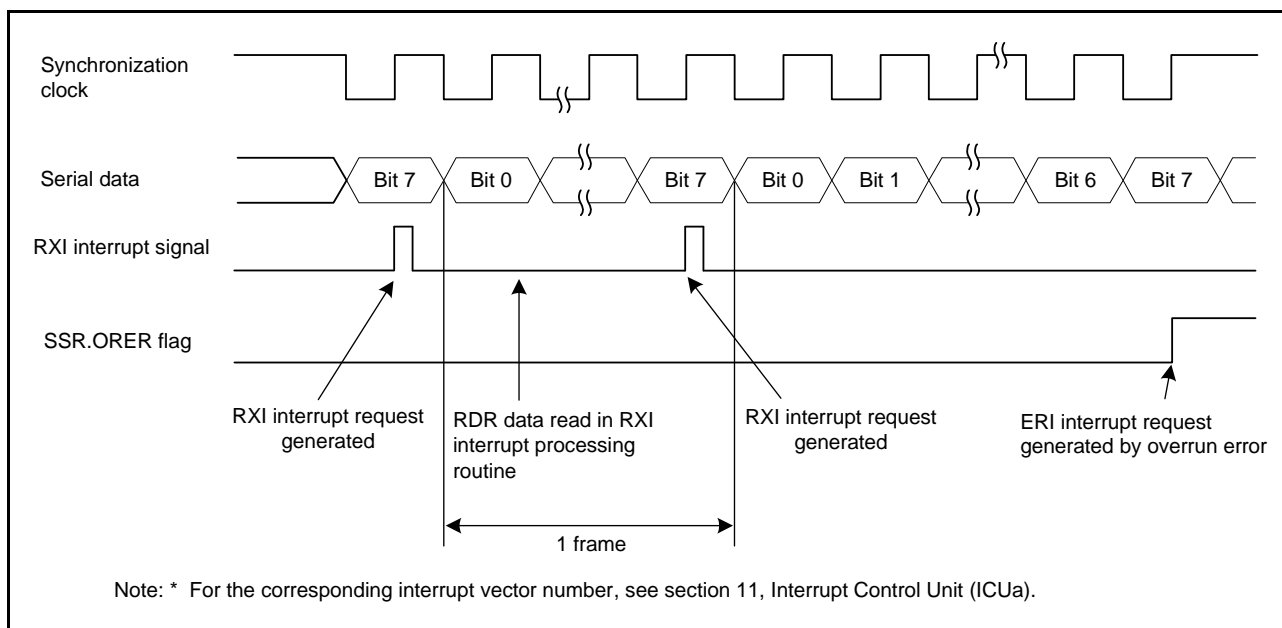 Synchronization
clock
Serial data
Bit 7
Bit 0
Bit 7
Bit 0
Bit 1
Bit 6
Bit 7
RXI interrupt signal
SSR.ORER flag
RXI interrupt request
generated
RDR data read in RXI
interrupt processing
routine
RXI interrupt request
generated
ERI interrupt request
generated by overrun error
1 frame
Note: * For the corresponding interrupt vector number, see section 11, Interrupt Control Unit (ICUa).